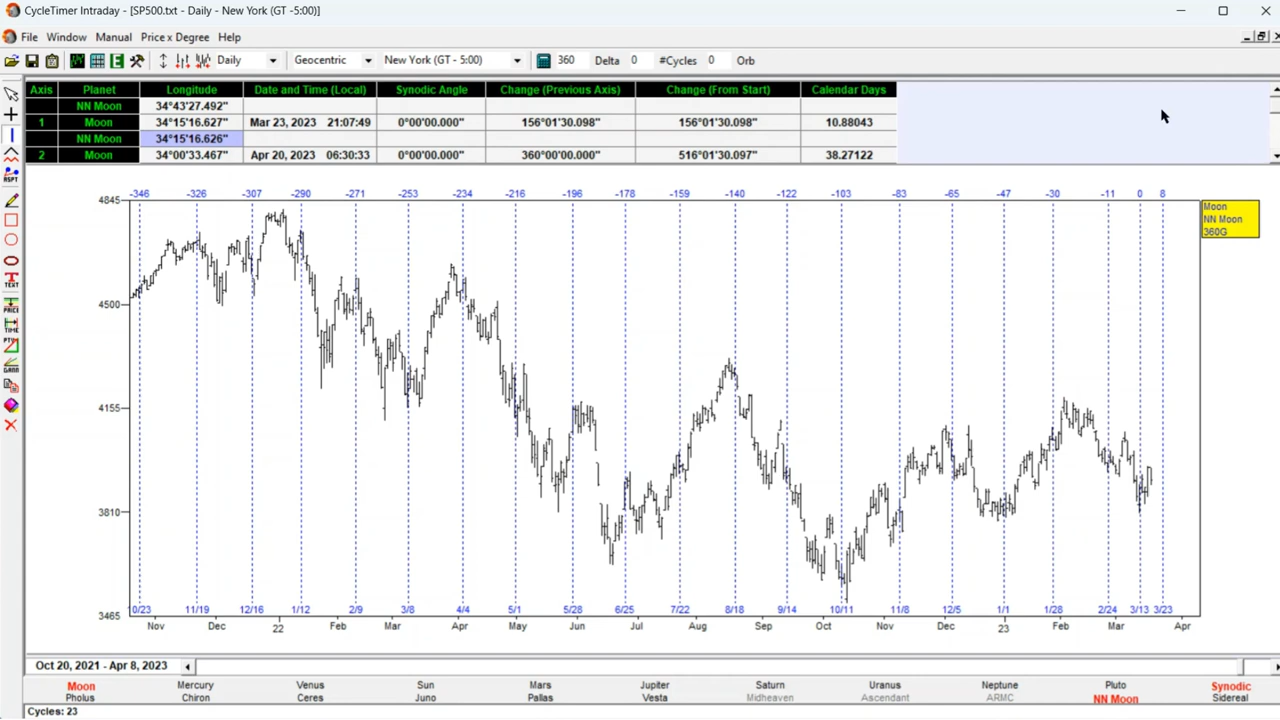 CycleTimer Intraday - [SP500.txt - Daily - New York (GT -5:00)]
File Window Manual Price x Degree Help
Daily Geocentric New York (GT - 5:00) 360 Delta 0 #Cycles 0 Orb
Axis Planet Longitude Date and Time (Local) Synodic Angle Change (Previous Axis) Change (From Start) Calendar Days
NN Moon 34°43'27.492"
1 Moon 34°15'16.627" Mar 23, 2023 21:07:49 0°00'00.000" 156°01'30.098" 156°01'30.098" 10.88043
NN Moon 34°15'16.626"
2 Moon 34°00'33.467" Apr 20, 2023 06:30:33 0°00'00.000" 360°00'00.000" 516°01'30.097" 38.27122
ASPT
TEXT
PRICE
TIME
PTV
GANN
-346 -326 -307 -290 -271 -253 -234 -216 -196 -178 -159 -140 -122 -103 -83 -65 -47 -30 -11 0 8
4845
4500
4155
3810
3465
Moon
NN Moon
360G
0/23 11/19 12/16 1/12 2/9 3/8 4/4 5/1 5/28 6/25 7/22 8/18 9/14 10/11 11/8 12/5 1/1 1/28 2/24 3/13 3/23
Nov Dec 22 Feb Mar Apr May Jun Jul Aug Sep Oct Nov Dec 23 Feb Mar Apr
Oct 20, 2021 - Apr 8, 2023
Moon Mercury Venus Sun Mars Jupiter Saturn Uranus Neptune Pluto Synodic
Pholus Chiron Ceres Juno Pallas Vesta Midheaven Ascendant ARMC NN Moon Sidereal
Cycles: 23